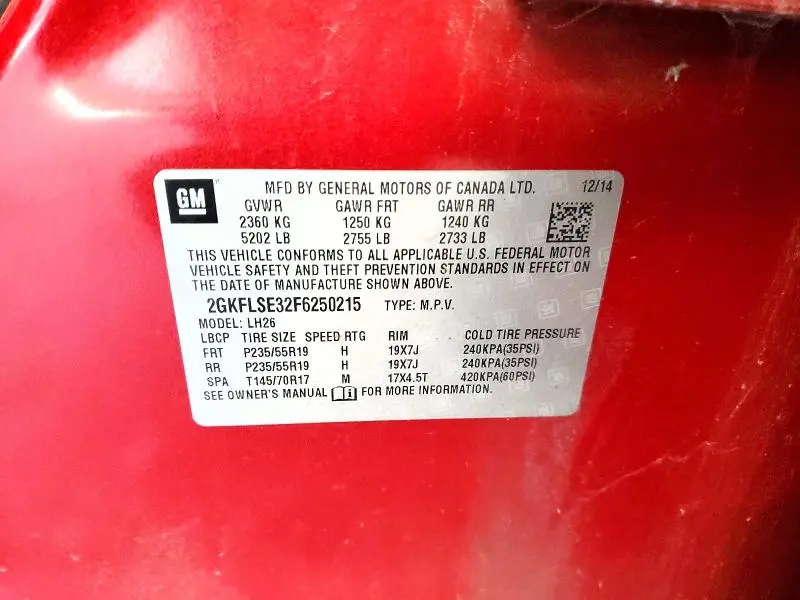 GM MFD BY GENERAL MOTORS OF CANADA LTD. 12/14
GVWR GAWR FRT GAWR RR
2360 KG 1250 KG 1240 KG
5202 LB 2755 LB 2733 LB
THIS VEHICLE CONFORMS TO ALL APPLICABLE U.S. FEDERAL MOTOR
VEHICLE SAFETY AND THEFT PREVENTION STANDARDS IN EFFECT ON
THE DATE OF MANUFACTURE SHOWN ABOVE.
2GKFLSE32F6250215 TYPE: M.P.V.
MODEL: LH26
LBCP TIRE SIZE SPEED RTG RIM COLD TIRE PRESSURE
FRT P235/55R19 H 19X7J 240KPA(35PSI)
RR P235/55R19 H 19X7J 240KPA(35PSI)
SPA T145/70R17 M 17X4.5T 420KPA(60PSI)
SEE OWNER'S MANUAL FOR MORE INFORMATION.